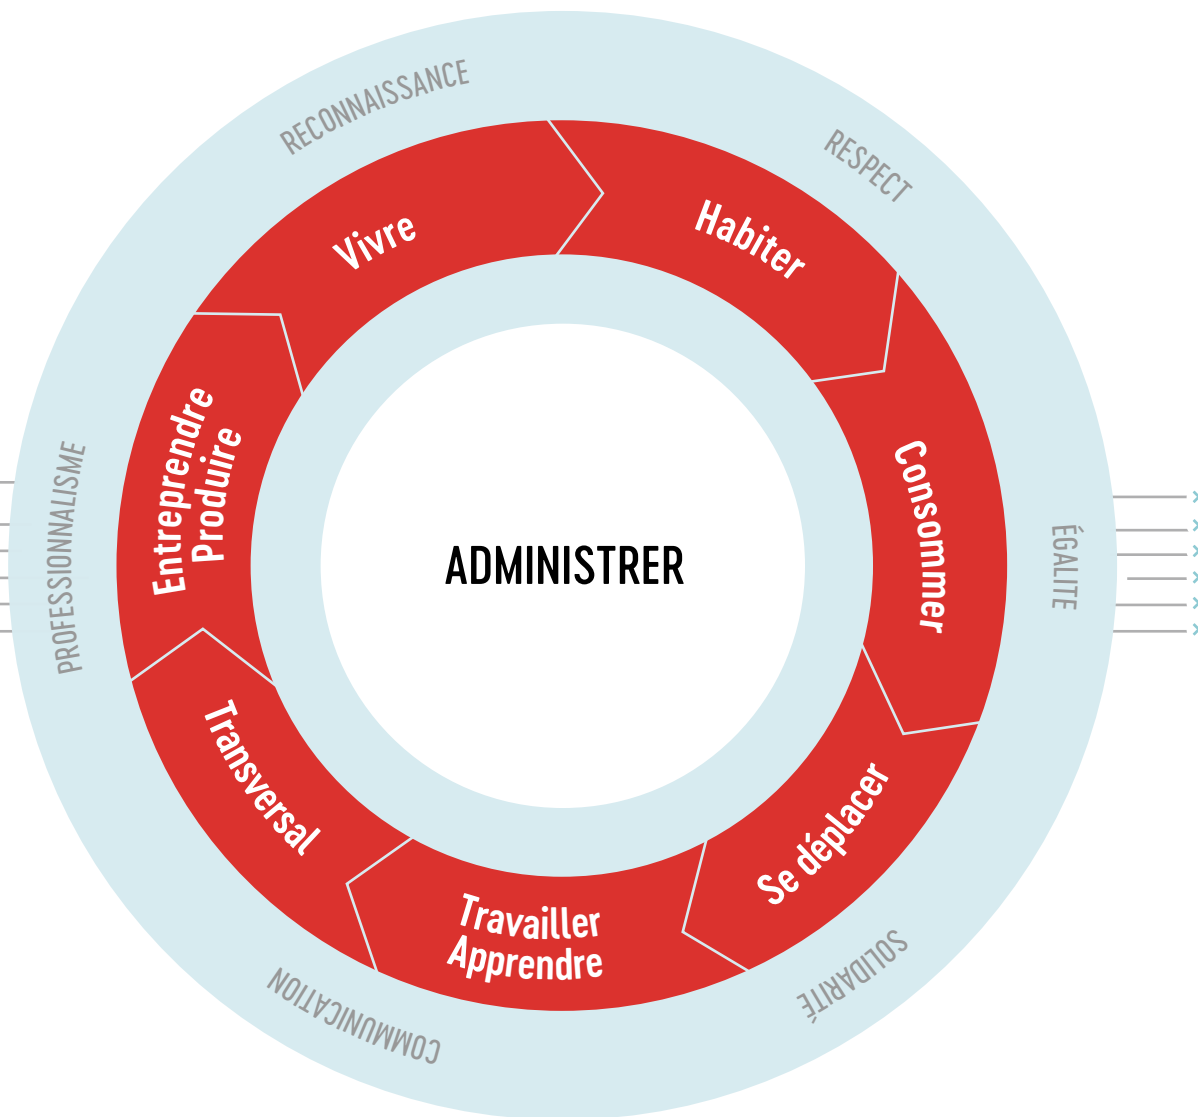 RECONNAISSANCE
RESPECT
ÉGALITE
SOLIDARITÉ
COMMUNICATION
PROFESSIONNALISME
Vivre
Habiter
Consommer
Se déplacer
Travailler
Apprendre
Transversal
Entreprendre
Produire
ADMINISTRER